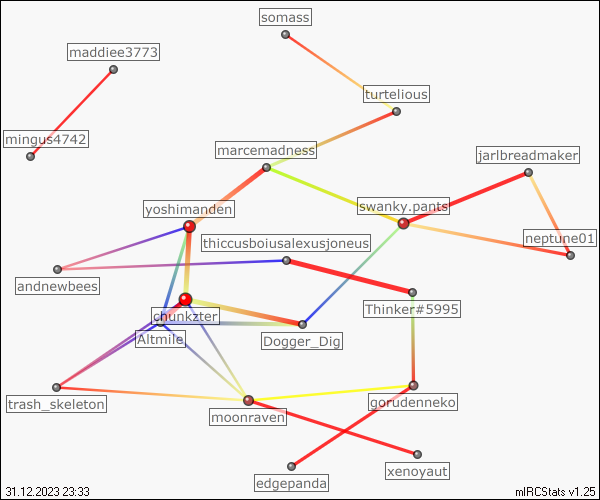 somass
maddiee3773
turtelious
mingus4742
marcemadness
jarlbreadmaker
swanky.pants
yoshimanden
thiccusboiusalexusjoneus
neptune01
andnewbees
Thinker#5995
chunkzter
Altmile
Dogger_Dig
trash_skeleton
gorudenneko
moonraven
xenoyaut
edgepanda
31.12.2023 23:33
mIRCStats v1.25